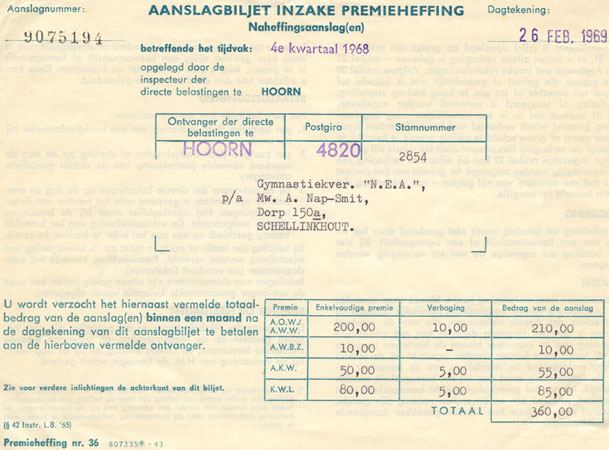 Aanslagnummer:
9075194
AANSLAGBILJET INZAKE PREMIEHEFFING
Naheffingsaanslag(en)
Dagtekening:
26 FEB. 1969
betreffende het tijdvak: 4e kwartaal 1968
opgelegd door de
inspecteur der
directe belastingen te HOORN
Ontvanger der directe belastingen te Postgiro Stamnummer
HOORN 4820 2854
Gymnastiekver. "N.E.A.",
p/a Mw. A. Nap-Smit,
Dorp 150a,
SCHELLINKHOUT.
U wordt verzocht het hiernaast vermelde totaal-
bedrag van de aanslag(en) binnen een maand na
de dagtekening van dit aanslagbiljet te betalen
aan de hierboven vermelde ontvanger.
Zie voor verdere inlichtingen de achterkant van dit biljet.
(§ 42 Instr. L.B. '65)
Premieheffing nr. 36 807335* - 43
Premie Enkelvoudige premie Verhoging Bedrag van de aanslag
A.O.W./A.W.W. 200,00 10,00 210,00
A.W.B.Z. 10,00 – 10,00
A.K.W. 50,00 5,00 55,00
K.W.L. 80,00 5,00 85,00
TOTAAL 360,00